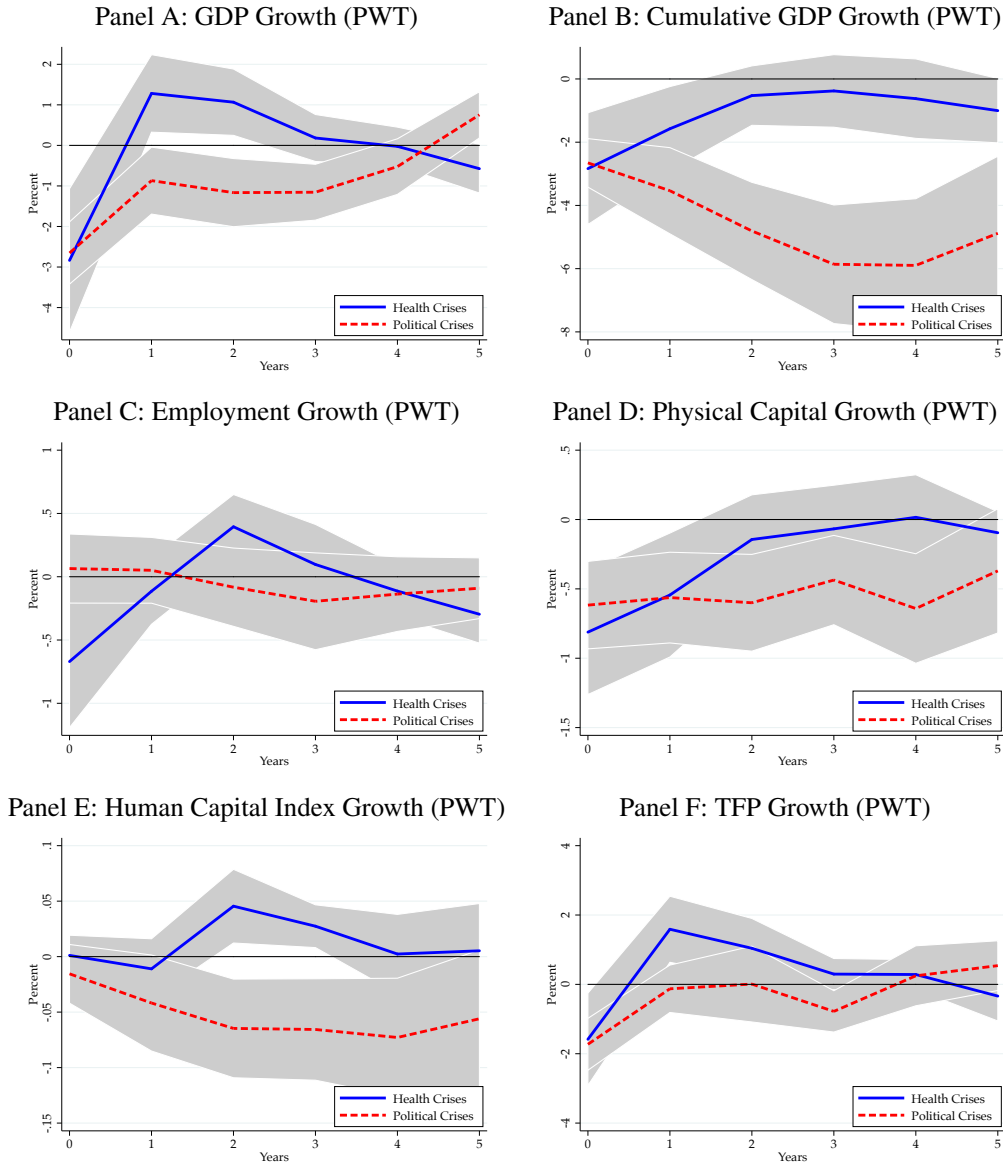 Panel A: GDP Growth (PWT)
Percent
2
1
0
-1
-2
-3
-4
0 1 2 3 4 5
Years
Health Crises
Political Crises
Panel B: Cumulative GDP Growth (PWT)
Percent
0
-2
-4
-6
-8
0 1 2 3 4 5
Years
Health Crises
Political Crises
Panel C: Employment Growth (PWT)
Percent
1
.5
0
-.5
-1
0 1 2 3 4 5
Years
Health Crises
Political Crises
Panel D: Physical Capital Growth (PWT)
Percent
.5
0
-.5
-1
-1.5
0 1 2 3 4 5
Years
Health Crises
Political Crises
Panel E: Human Capital Index Growth (PWT)
Percent
.1
.05
0
-.05
-.1
-.15
0 1 2 3 4 5
Years
Health Crises
Political Crises
Panel F: TFP Growth (PWT)
Percent
4
2
0
-2
-4
0 1 2 3 4 5
Years
Health Crises
Political Crises